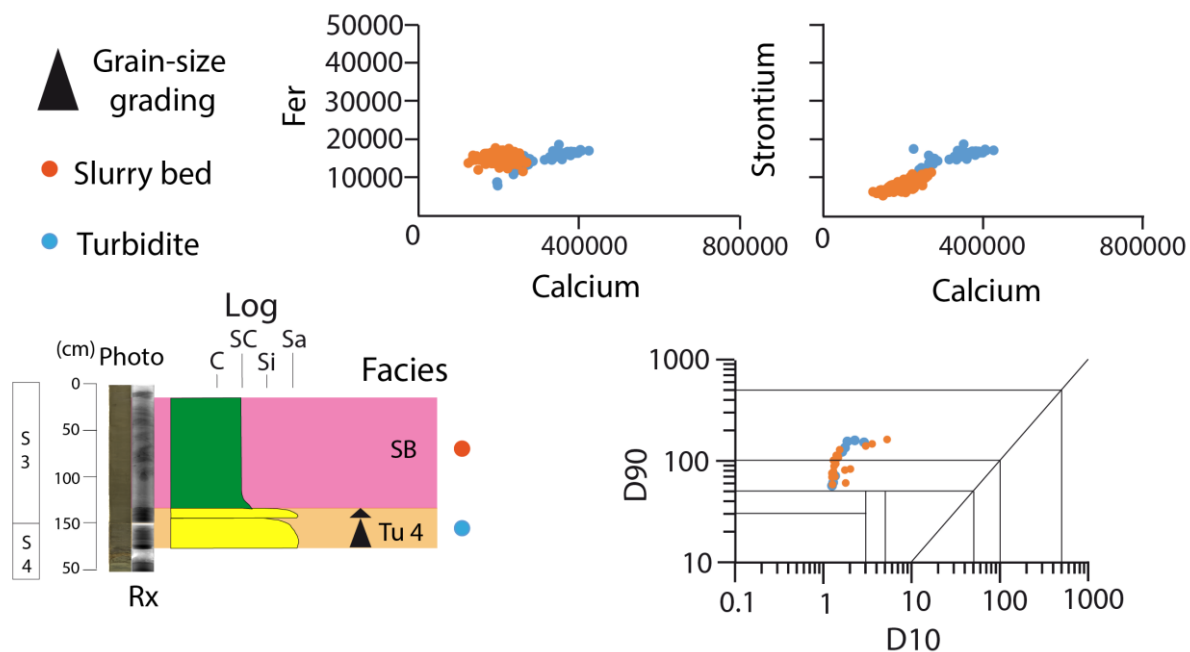 Grain-size
grading
Slurry bed
Turbidite
50000
40000
30000
20000
10000
Fer
0
400000
800000
Calcium
Strontium
0
400000
800000
Calcium
Log
(cm)
Photo
C
SC
Si
Sa
Facies
0
50
100
150
50
S
3
S
4
SB
Tu 4
Rx
1000
100
10
D90
0.1
1
10
100
1000
D10